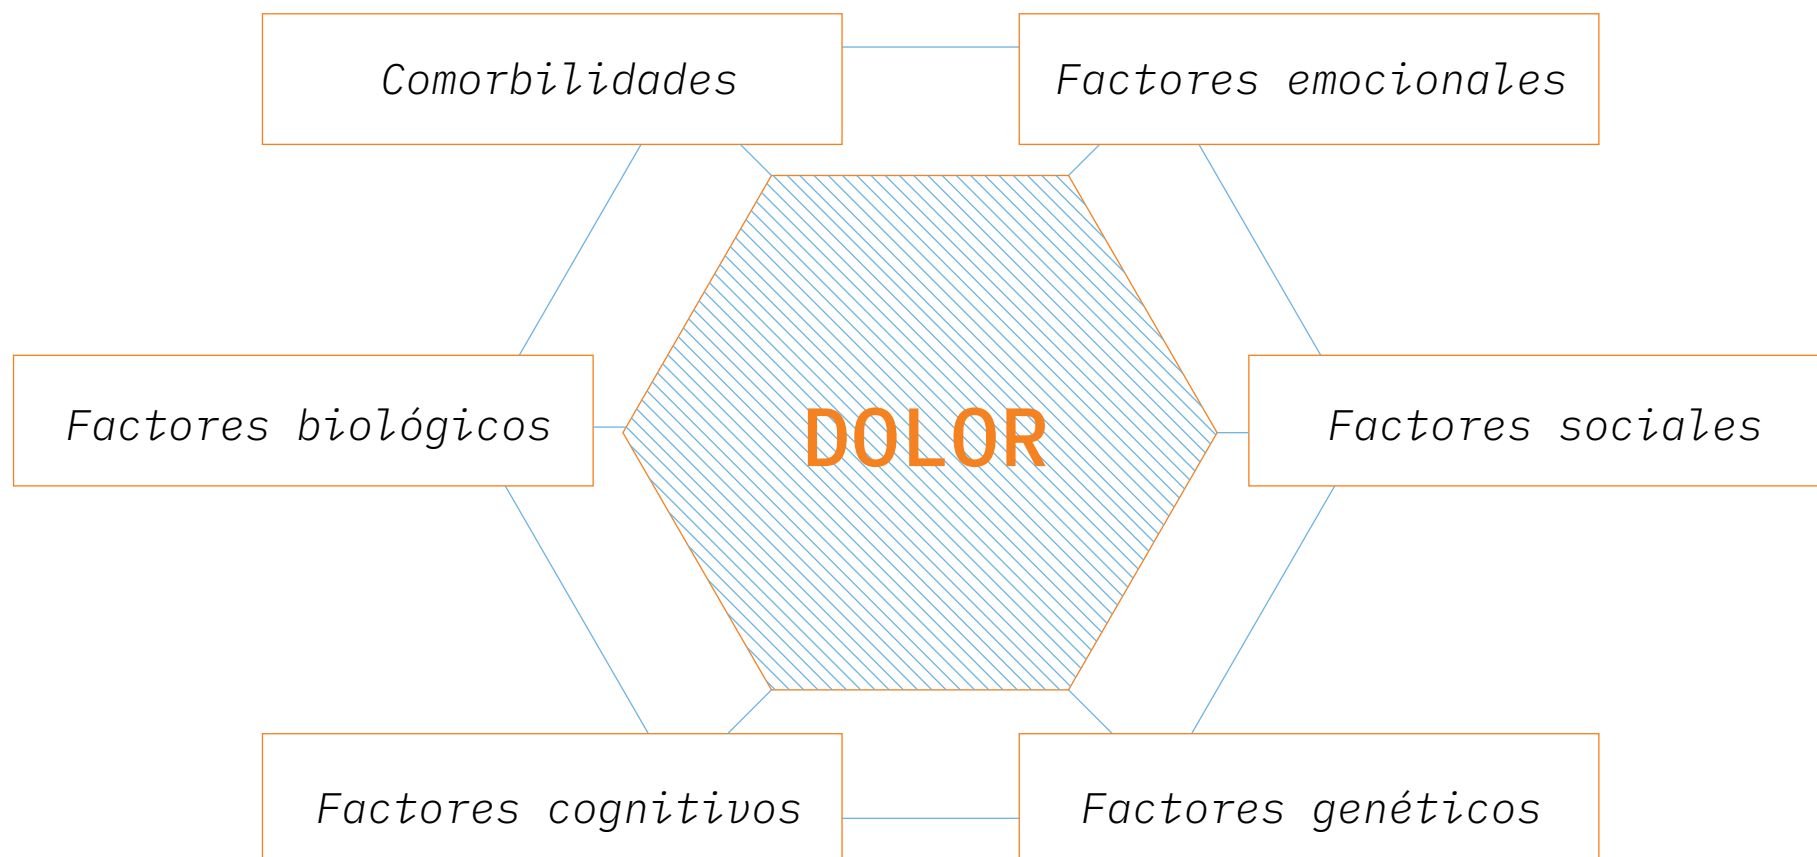 Comorbilidades
Factores emocionales
Factores biológicos
DOLOR
Factores sociales
Factores cognitivos
Factores genéticos